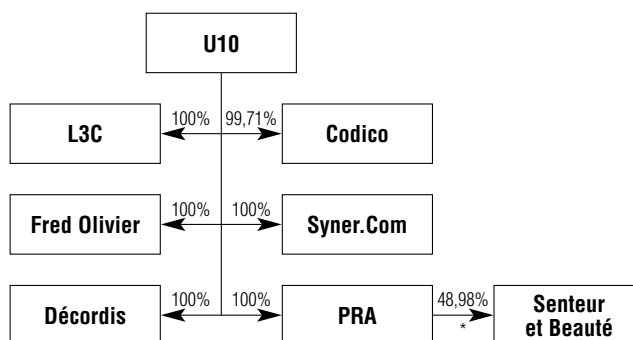 U10
100% 99,71%
L3C Codico
100% 100%
Fred Olivier Syner.Com
100% 100% 48,98%
Décordis PRA * Senteur
et Beauté